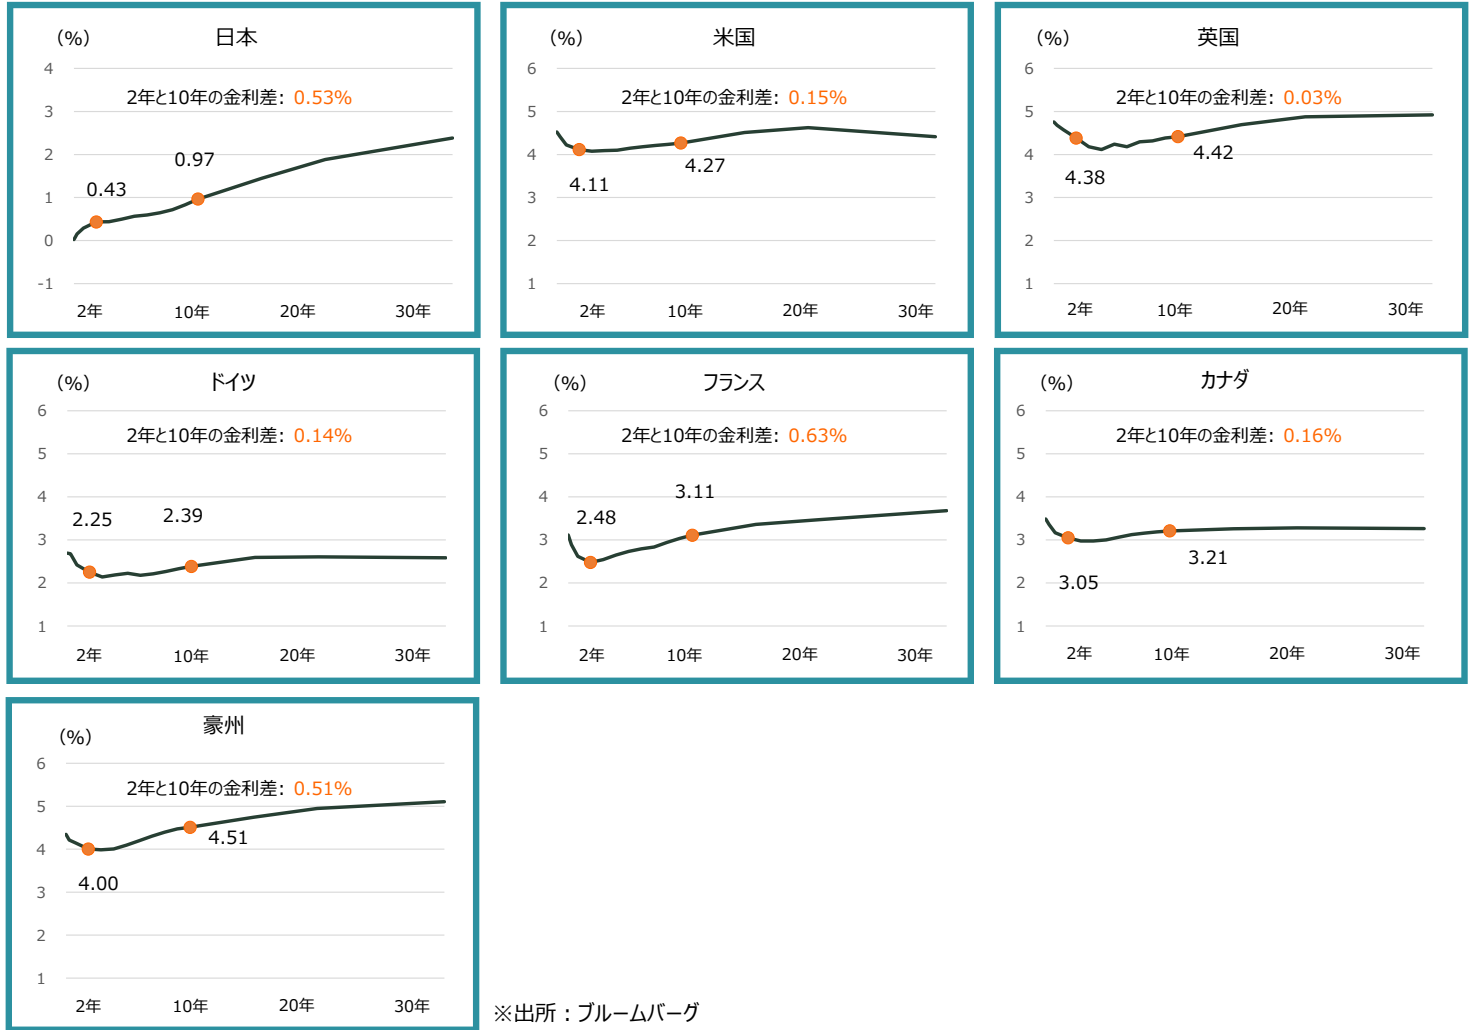 (%)
日本
4
2年と10年の金利差: 0.53%
3
2
0.97
0.43
1
0
-1
2年 10年 20年 30年
(%)
米国
6
2年と10年の金利差: 0.15%
5
4
4.27
4.11
3
2
1
2年 10年 20年 30年
(%)
英国
6
2年と10年の金利差: 0.03%
5
4
4.42
4.38
3
2
1
2年 10年 20年 30年
(%)
ドイツ
6
2年と10年の金利差: 0.14%
5
4
2.25 2.39
3
2
1
2年 10年 20年 30年
(%)
フランス
6
2年と10年の金利差: 0.63%
5
4
3.11
2.48
3
2
1
2年 10年 20年 30年
(%)
カナダ
6
2年と10年の金利差: 0.16%
5
4
3
3.21
2 3.05
1
2年 10年 20年 30年
豪州
(%)
6
2年と10年の金利差: 0.51%
5
4.51
4
4.00
3
2
1
2年 10年 20年 30年
※出所：ブルームバーグ